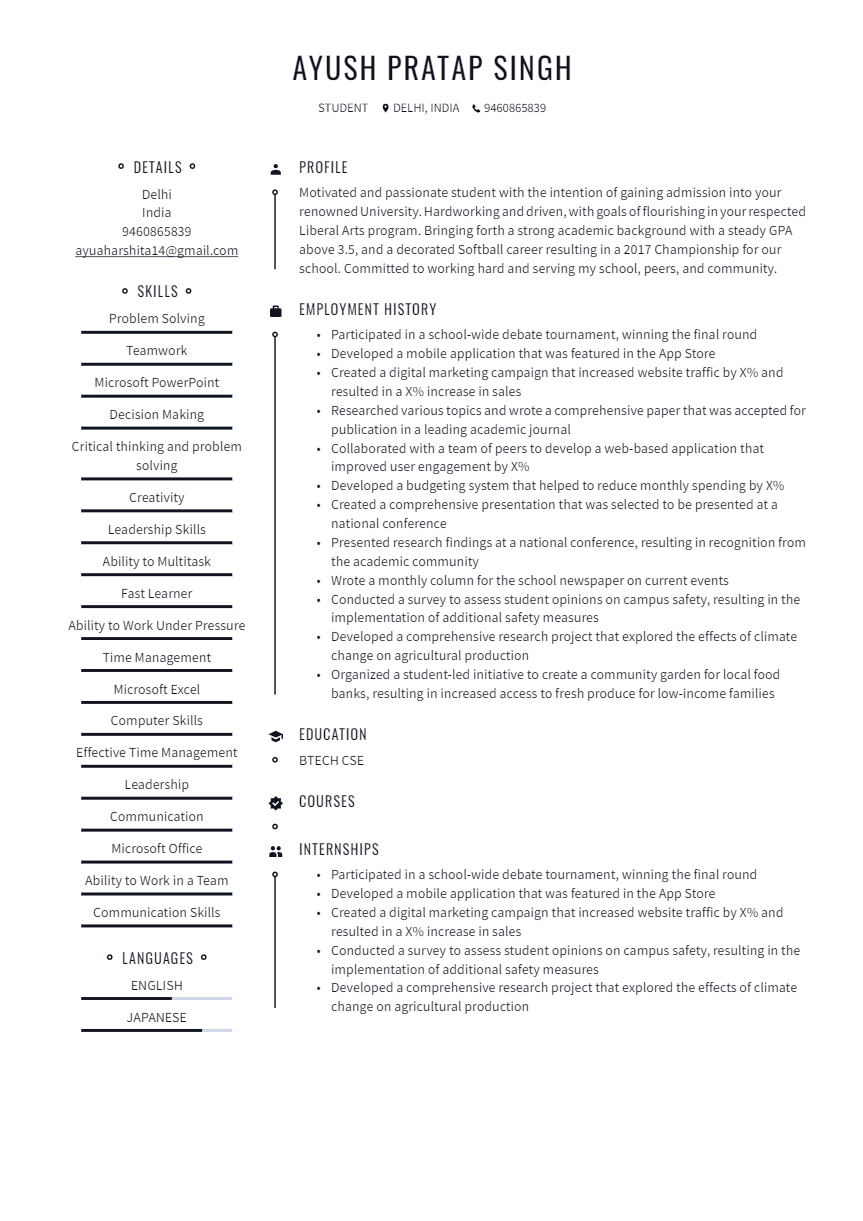 AYUSH PRATAP SINGH
STUDENT DELHI, INDIA 9460865839
DETAILS
Delhi
India
9460865839
ayuaharshita14@gmail.com
SKILLS
Problem Solving
Teamwork
Microsoft PowerPoint
Decision Making
Critical thinking and problem
solving
Creativity
Leadership Skills
Ability to Multitask
Fast Learner
Ability to Work Under Pressure
Time Management
Microsoft Excel
Computer Skills
Effective Time Management
Leadership
Communication
Microsoft Office
Ability to Work in a Team
Communication Skills
LANGUAGES
ENGLISH
JAPANESE
PROFILE
Motivated and passionate student with the intention of gaining admission into your
renowned University. Hardworking and driven, with goals of flourishing in your respected
Liberal Arts program. Bringing forth a strong academic background with a steady GPA
above 3.5, and a decorated Softball career resulting in a 2017 Championship for our
school. Committed to working hard and serving my school, peers, and community.
EMPLOYMENT HISTORY
• Participated in a school-wide debate tournament, winning the final round
• Developed a mobile application that was featured in the App Store
• Created a digital marketing campaign that increased website traffic by X% and
resulted in a X% increase in sales
• Researched various topics and wrote a comprehensive paper that was accepted for
publication in a leading academic journal
• Collaborated with a team of peers to develop a web-based application that
improved user engagement by X%
• Developed a budgeting system that helped to reduce monthly spending by X%
• Created a comprehensive presentation that was selected to be presented at a
national conference
• Presented research findings at a national conference, resulting in recognition from
the academic community
• Wrote a monthly column for the school newspaper on current events
• Conducted a survey to assess student opinions on campus safety, resulting in the
implementation of additional safety measures
• Developed a comprehensive research project that explored the effects of climate
change on agricultural production
• Organized a student-led initiative to create a community garden for local food
banks, resulting in increased access to fresh produce for low-income families
EDUCATION
BTECH CSE
COURSES
INTERNSHIPS
• Participated in a school-wide debate tournament, winning the final round
• Developed a mobile application that was featured in the App Store
• Created a digital marketing campaign that increased website traffic by X% and
resulted in a X% increase in sales
• Conducted a survey to assess student opinions on campus safety, resulting in the
implementation of additional safety measures
• Developed a comprehensive research project that explored the effects of climate
change on agricultural production